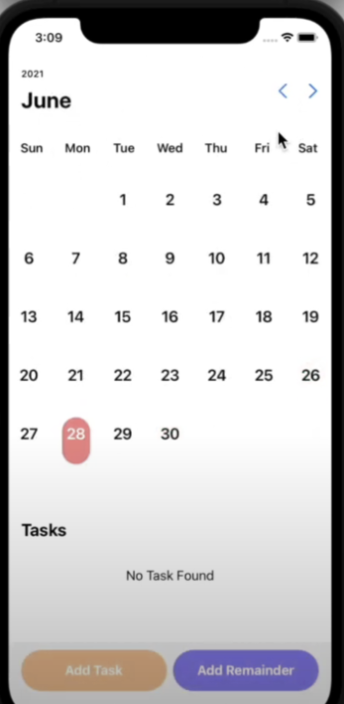 3:09
2021
June
Sun Mon Tue Wed Thu Fri Sat
1 2 3 4 5
6 7 8 9 10 11 12
13 14 15 16 17 18 19
20 21 22 23 24 25 26
27 28 29 30
Tasks
No Task Found
Add Task Add Remainder